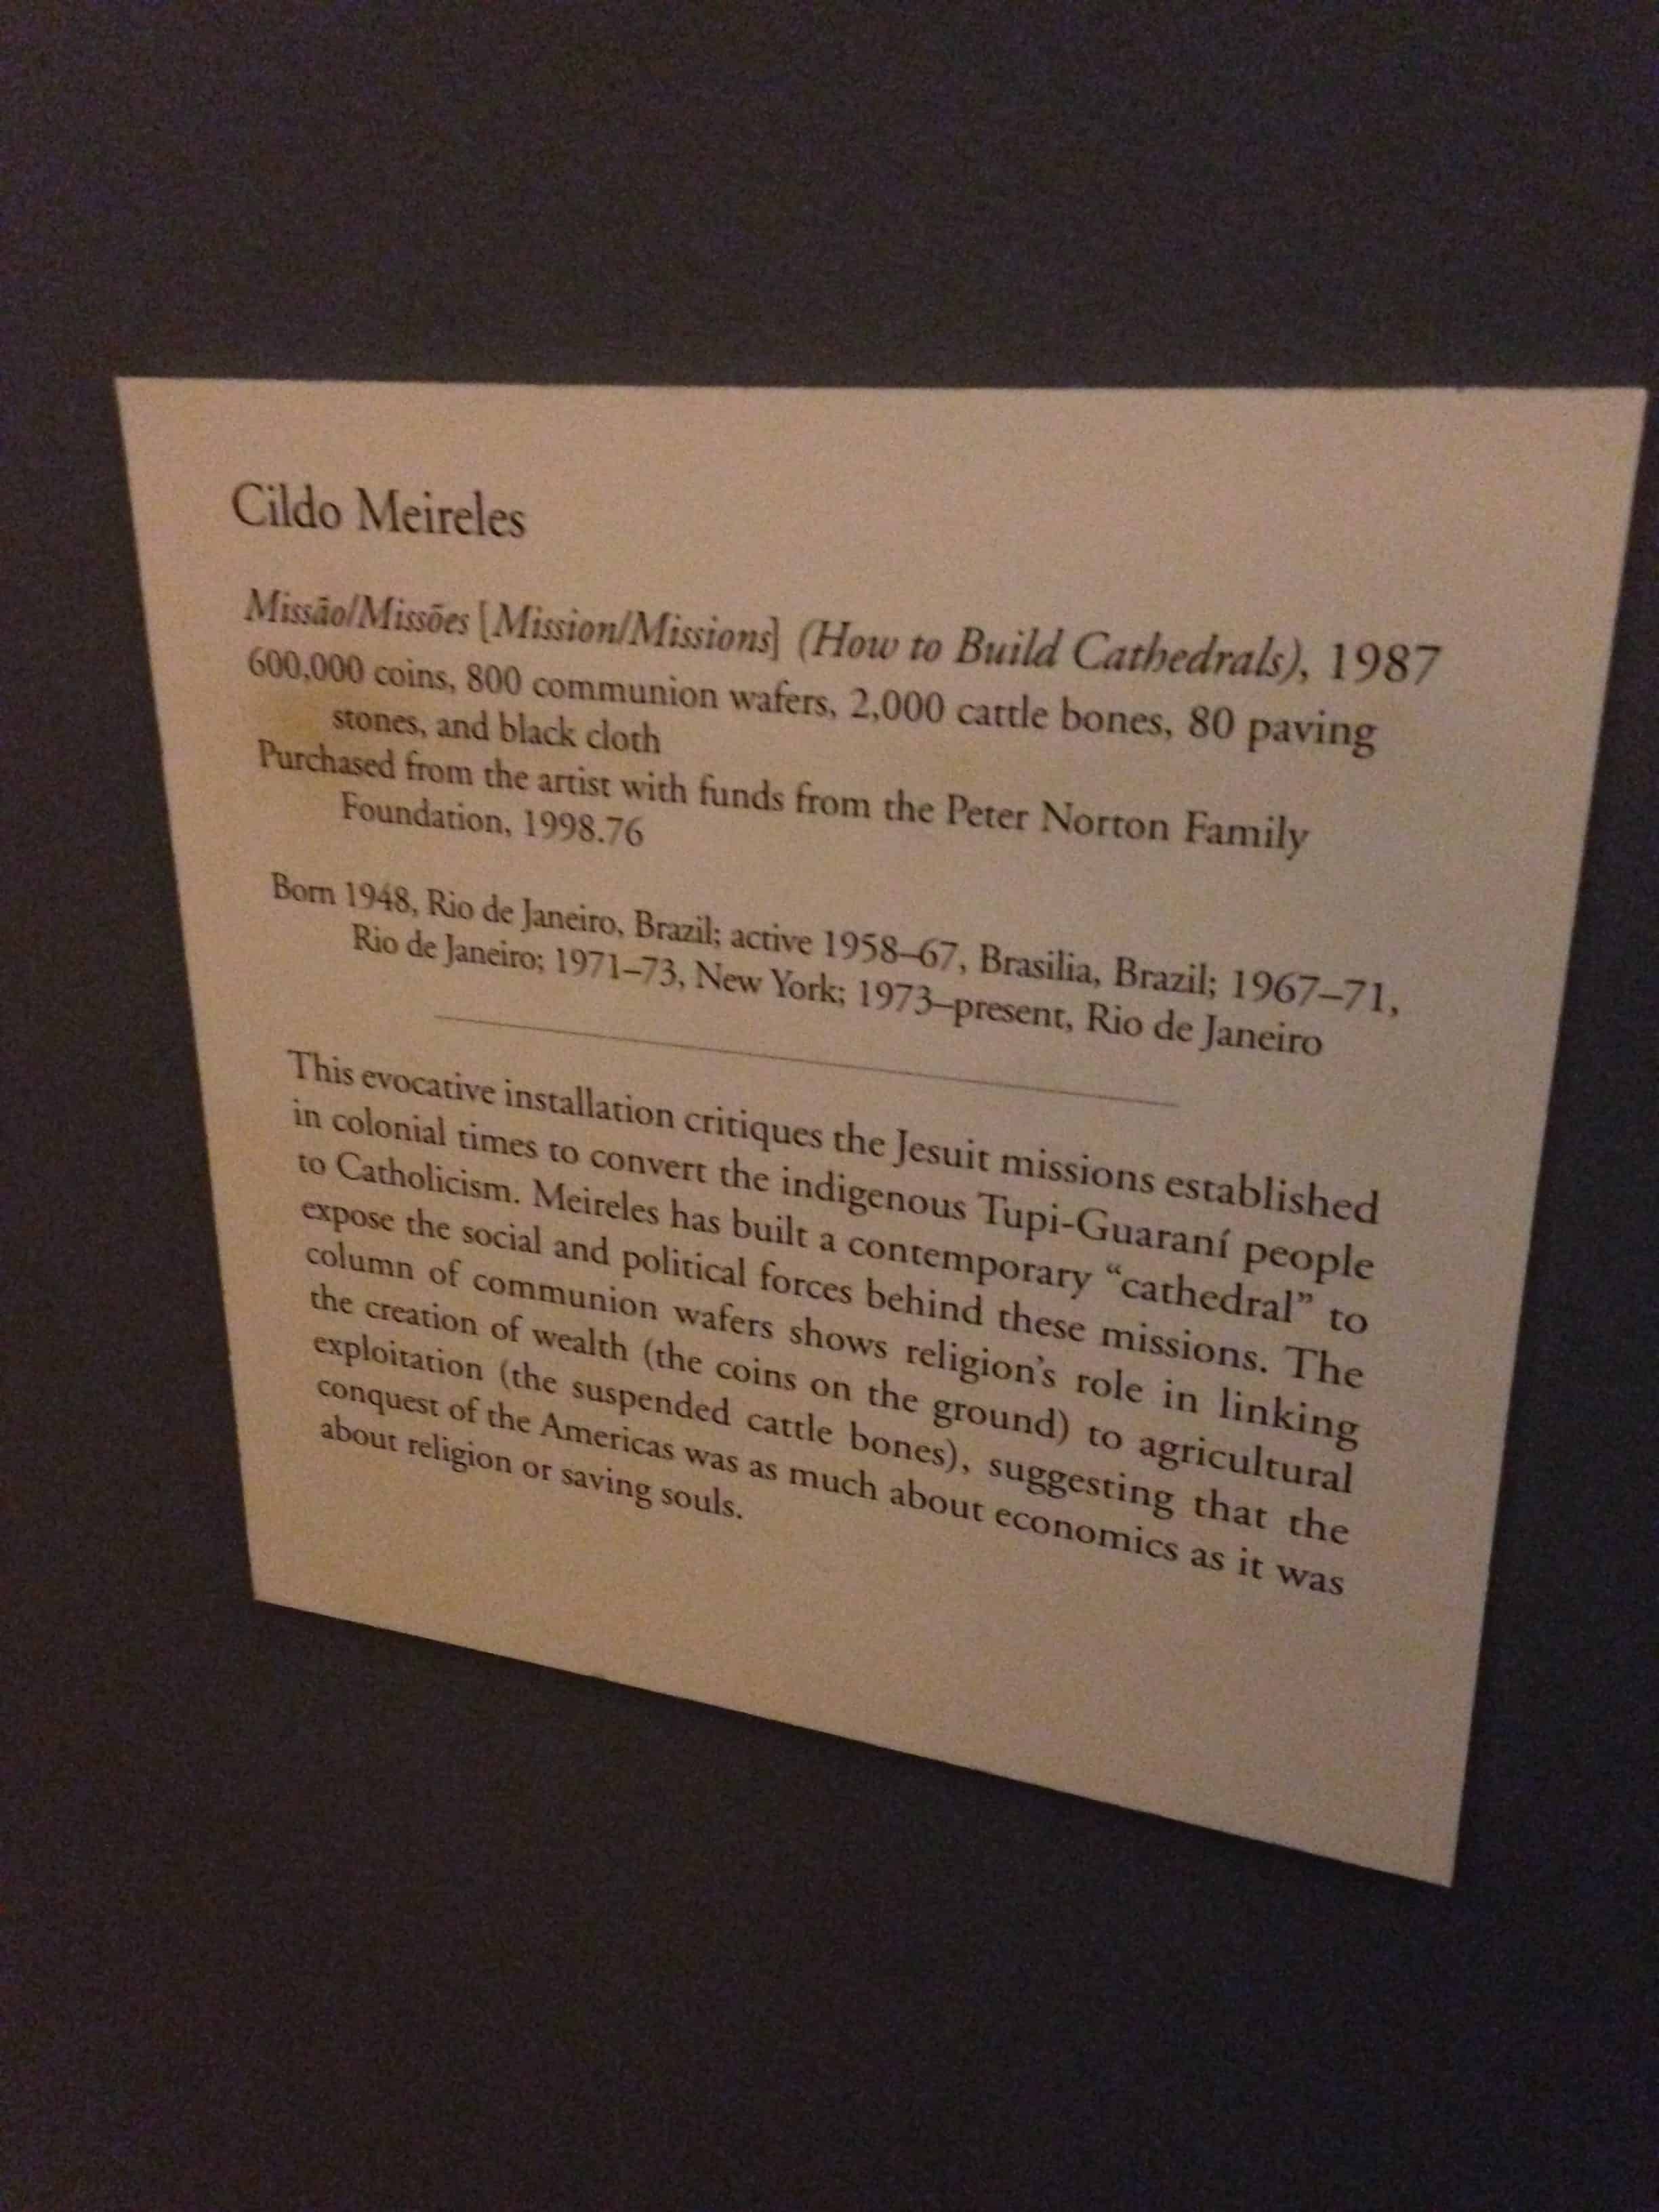 Cildo Meireles
Missão/Missões [Mission/Missions] (How to Build Cathedrals), 1987
600,000 coins, 800 communion wafers, 2,000 cattle bones, 80 paving
stones, and black cloth
Purchased from the artist with funds from the Peter Norton Family
Foundation, 1998.76
Born 1948, Rio de Janeiro, Brazil; active 1958–67, Brasilia, Brazil; 1967–71,
Rio de Janeiro; 1971–73, New York; 1973–present, Rio de Janeiro
This evocative installation critiques the Jesuit missions established
in colonial times to convert the indigenous Tupi-Guaraní people
to Catholicism. Meireles has built a contemporary “cathedral” to
expose the social and political forces behind these missions. The
column of communion wafers shows religion’s role in linking
the creation of wealth (the coins on the ground) to agricultural
exploitation (the suspended cattle bones), suggesting that the
conquest of the Americas was as much about economics as it was
about religion or saving souls.